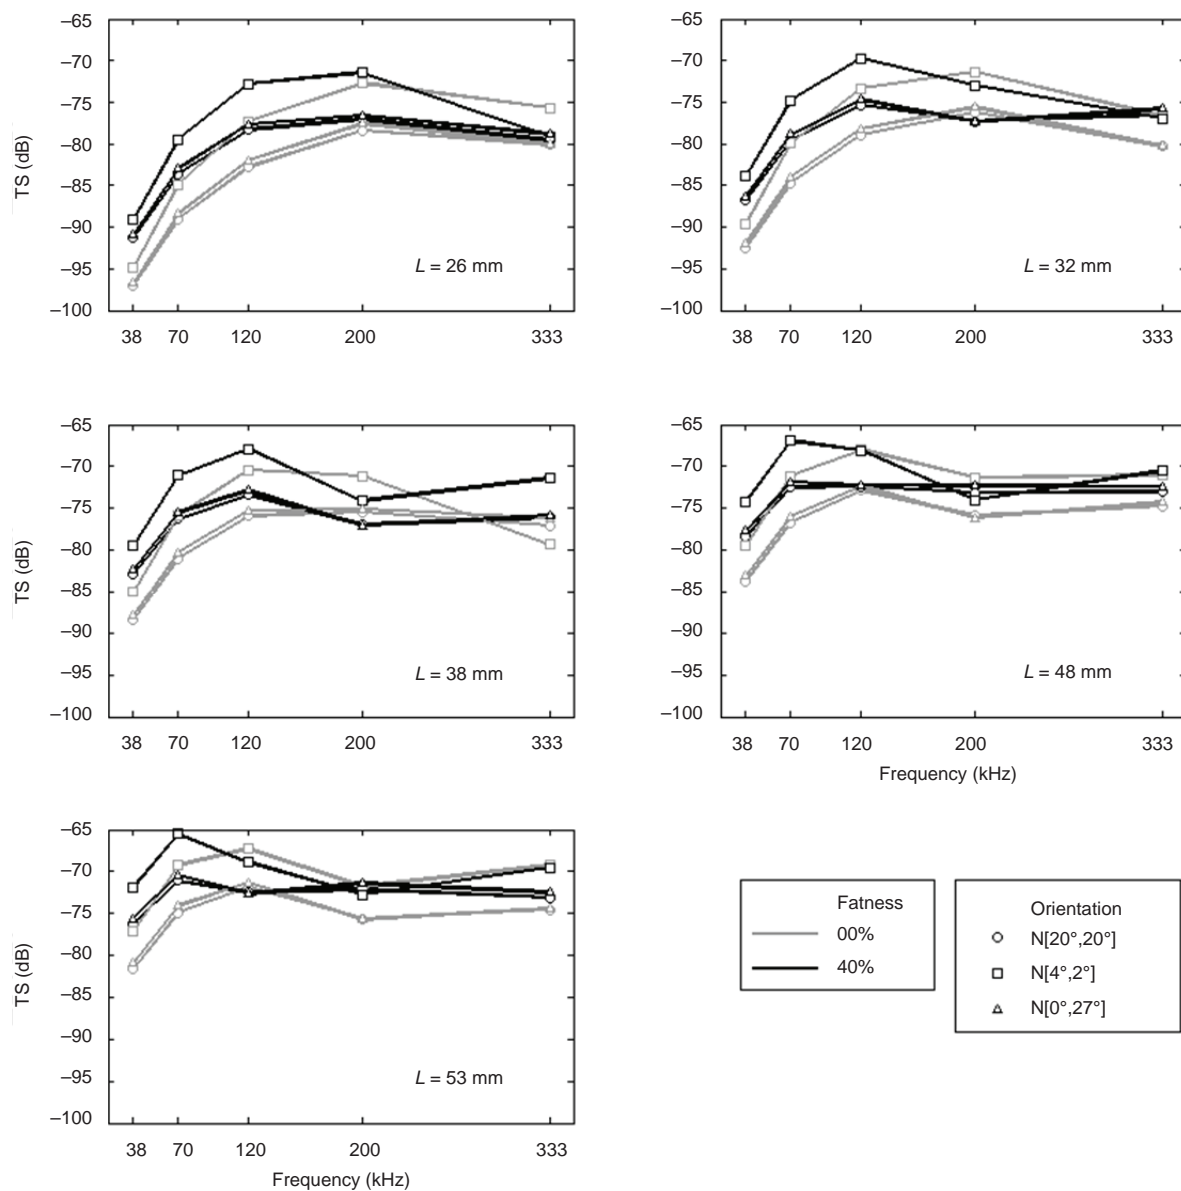 –65
–70
–75
–80
–85
–90
–95
–100
TS (dB)
L = 26 mm
38 70 120 200 333
–65
–70
–75
–80
–85
–90
–95
–100
L = 32 mm
38 70 120 200 333
–65
–70
–75
–80
–85
–90
–95
–100
TS (dB)
L = 38 mm
38 70 120 200 333
–65
–70
–75
–80
–85
–90
–95
–100
L = 48 mm
38 70 120 200 333
Frequency (kHz)
–65
–70
–75
–80
–85
–90
–95
–100
TS (dB)
L = 53 mm
38 70 120 200 333
Frequency (kHz)
Fatness
00%
40%
Orientation
N[20°,20°]
N[4°,2°]
N[0°,27°]